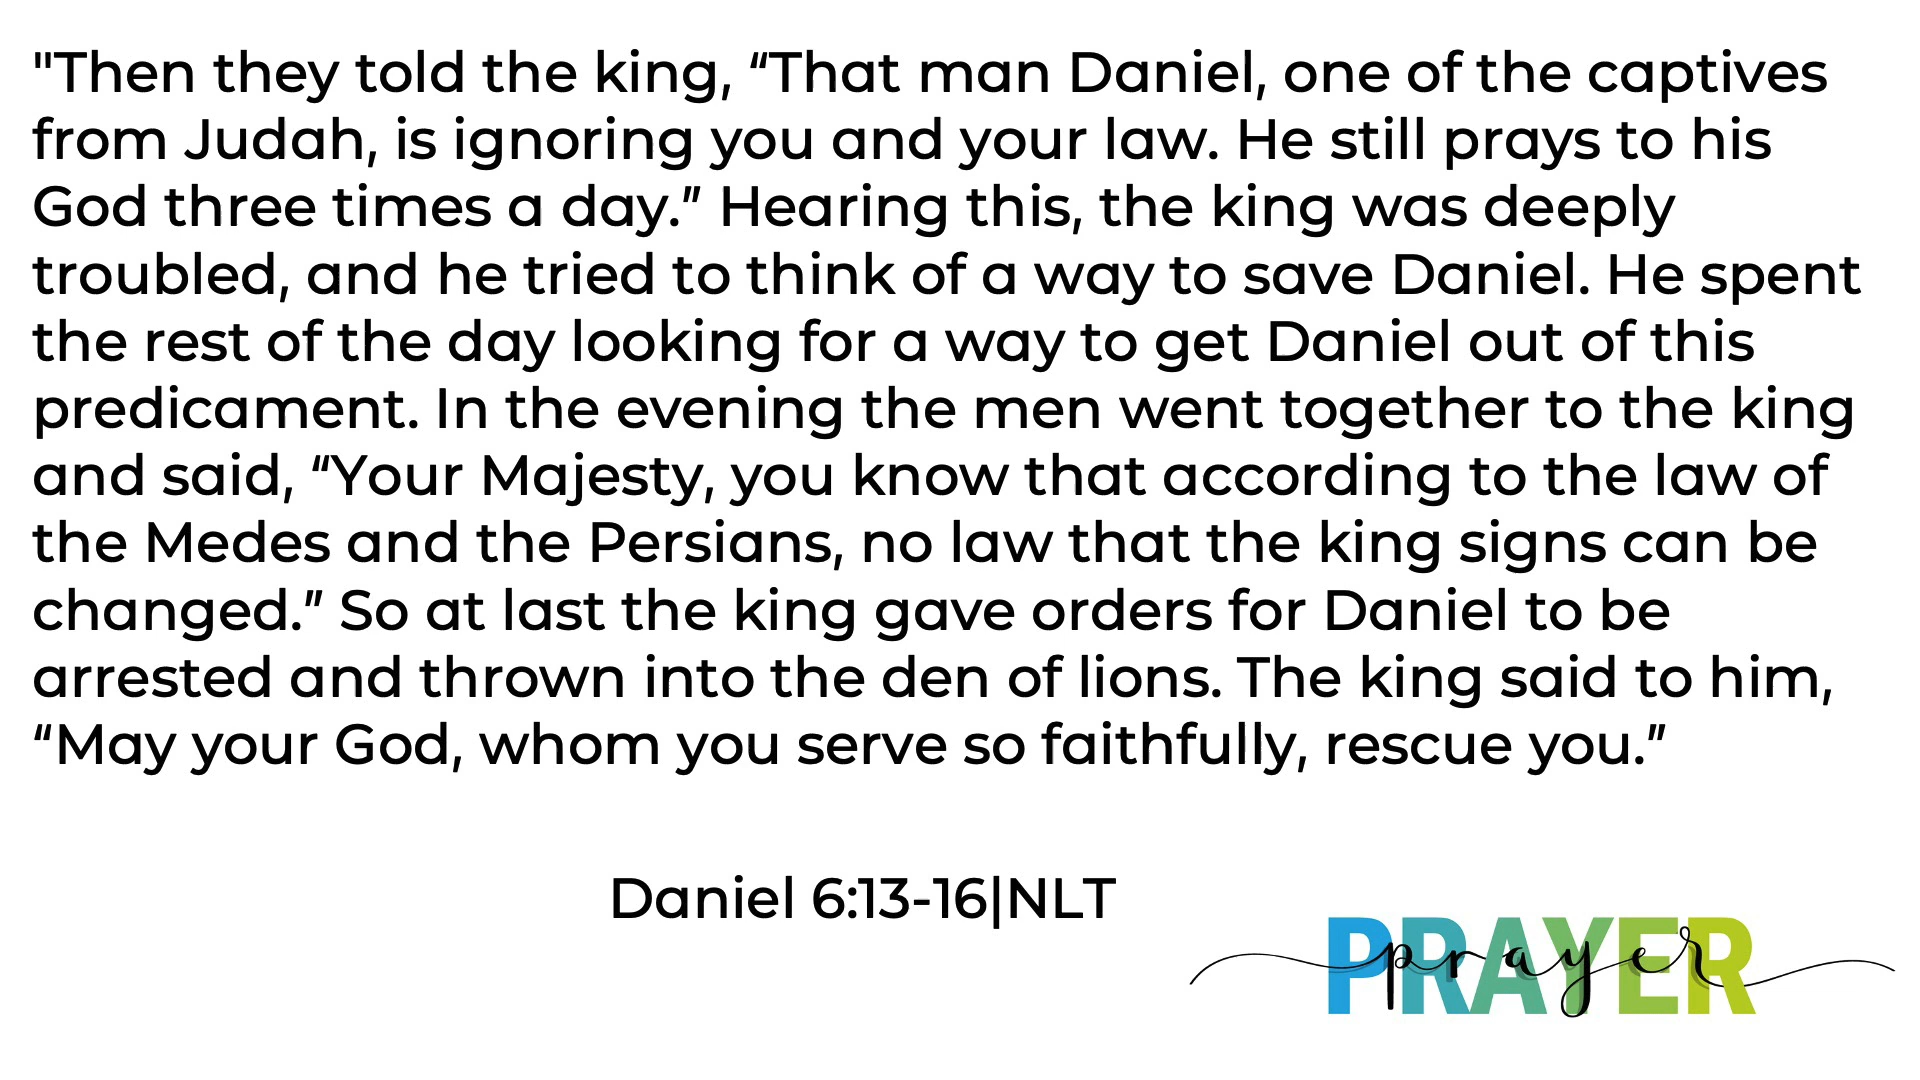 "Then they told the king, “That man Daniel, one of the captives
from Judah, is ignoring you and your law. He still prays to his
God three times a day.” Hearing this, the king was deeply
troubled, and he tried to think of a way to save Daniel. He spent
the rest of the day looking for a way to get Daniel out of this
predicament. In the evening the men went together to the king
and said, “Your Majesty, you know that according to the law of
the Medes and the Persians, no law that the king signs can be
changed.” So at last the king gave orders for Daniel to be
arrested and thrown into the den of lions. The king said to him,
“May your God, whom you serve so faithfully, rescue you.”
Daniel 6:13-16|NLT
PRAYER
prayer